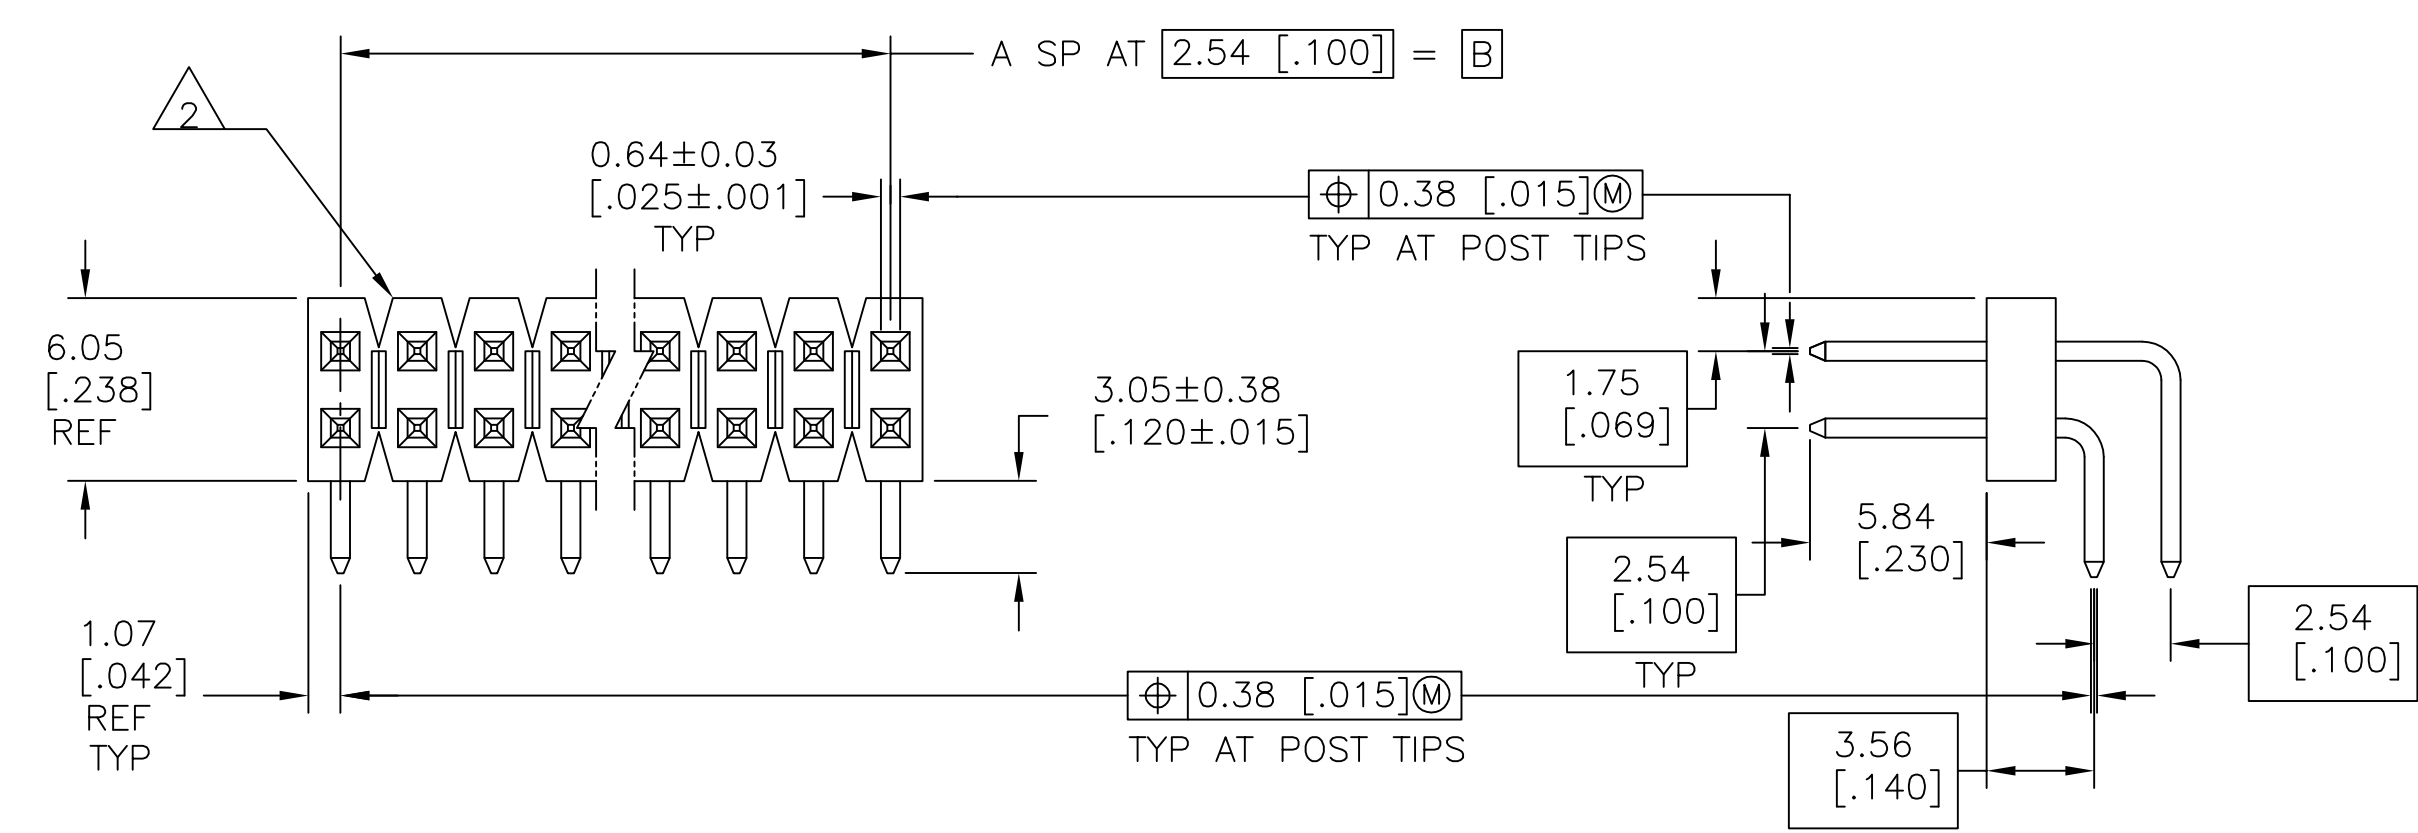 A SP AT 2.54 [.100] = B
2
0.64±0.03
[.025±.001]
TYP
⌖ 0.38 [.015]Ⓜ
TYP AT POST TIPS
6.05
[.238]
REF
3.05±0.38
[.120±.015]
1.75
[.069]
TYP
5.84
[.230]
2.54
[.100]
TYP
2.54
[.100]
1.07
[.042]
REF
TYP
⌖ 0.38 [.015]Ⓜ
TYP AT POST TIPS
3.56
[.140]